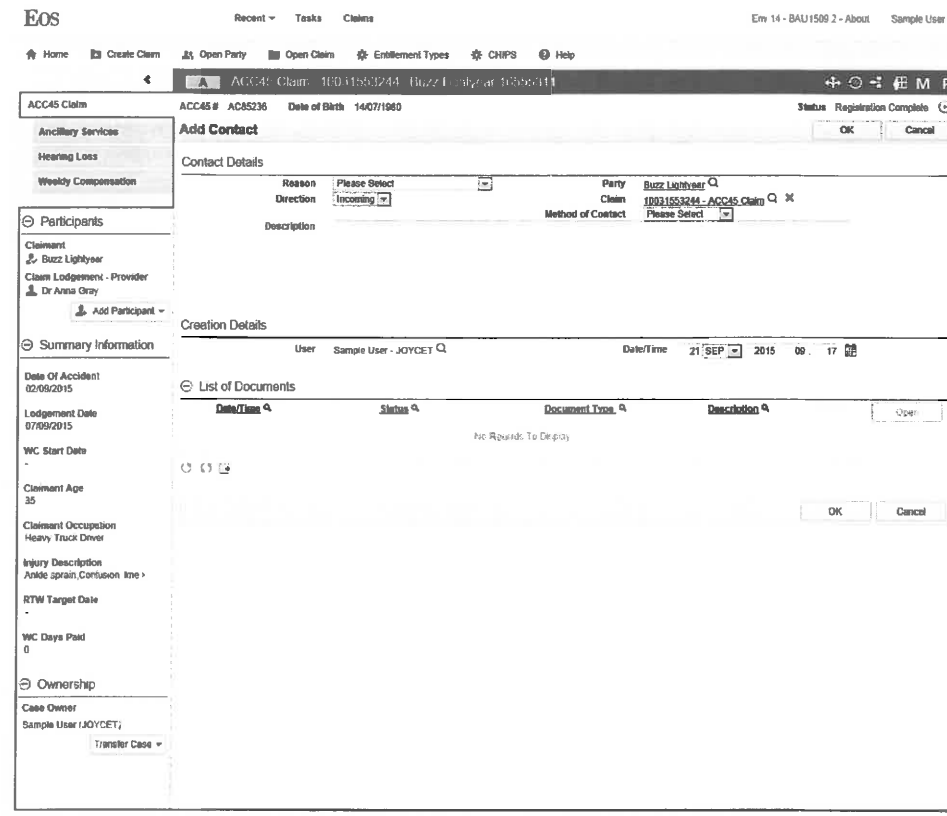 Eos
Recent Tasks Claims
Sample User
Home Create Claim Open Party Open Claim Entitlement Types CHIPS Help
A ACC45 Claim 10031553244 Buzz Lightyear
M
ACC45 Claim
ACC45 # AC85236 Date of Birth 14/07/1980
Status Registration Complete
Add Contact
OK Cancel
Ancillary Services
Hearing Loss
Weekly Compensation
Contact Details
Reason Please Select
Party Buzz Lightyear
Direction Incoming
Claim 10031553244 - ACC45 Claim
Method of Contact Please Select
Description
Participants
Claimant
Buzz Lightyear
Claim Lodgement - Provider
Dr Anna Gray
Add Participant
Creation Details
User Sample User - JOYCET
Date/Time 21 SEP 2015 09 . 17
Summary Information
Date Of Accident
02/09/2015
Lodgement Date
07/09/2015
WC Start Date
-
Claimant Age
35
Claimant Occupation
Heavy Truck Driver
Injury Description
Ankle sprain,Contusion
RTW Target Date
-
WC Days Paid
0
List of Documents
Date/Time Status Document Type Description
Open
No Records To Display
OK Cancel
Ownership
Case Owner
Sample User (JOYCET)
Transfer Case